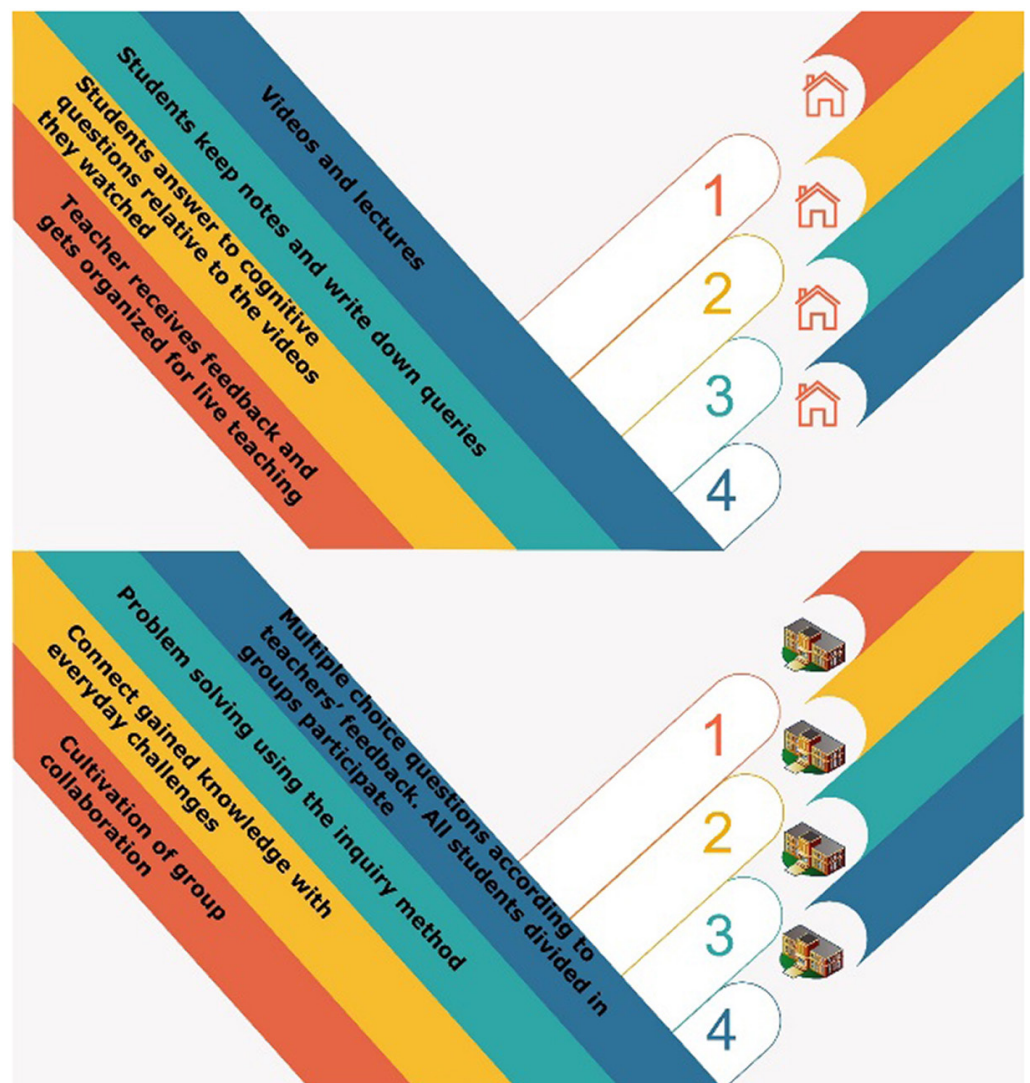 Videos and lectures
Students keep notes and write down queries
Students answer to cognitive
questions relative to the videos
they watched
Teacher receives feedback and
gets organized for live teaching
1
2
3
4
Multiple choice questions according to
teachers' feedback. All students divided in
groups participate
Problem solving using the inquiry method
Connect gained knowledge with
everyday challenges
Cultivation of group
collaboration
1
2
3
4